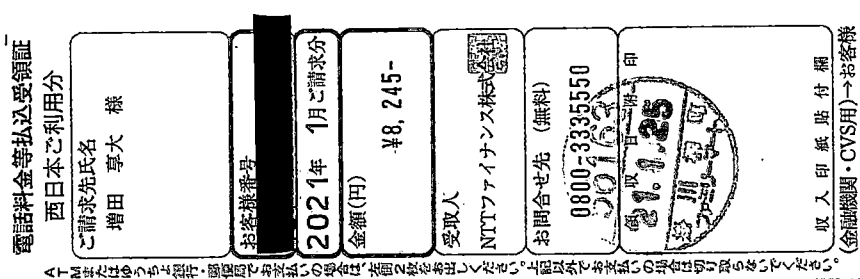 電話料金等払込受領証
西日本ご利用分
ご請求先氏名
増田 享大 様
お客様番号
2021年 1月ご請求分
金額(円)
¥8,245-
受取人
NTTファイナンス株式会社
お問合せ先 (無料)
0800-3335550
領収日附印
21.1.25
収入印紙貼付欄
(金融機関・CVS用)→お客様
ATMまたはゆうちょ銀行・郵便局でお支払いの場合は、左側2枚をお出しください。上記以外でお支払いの場合は切り取らないでください。